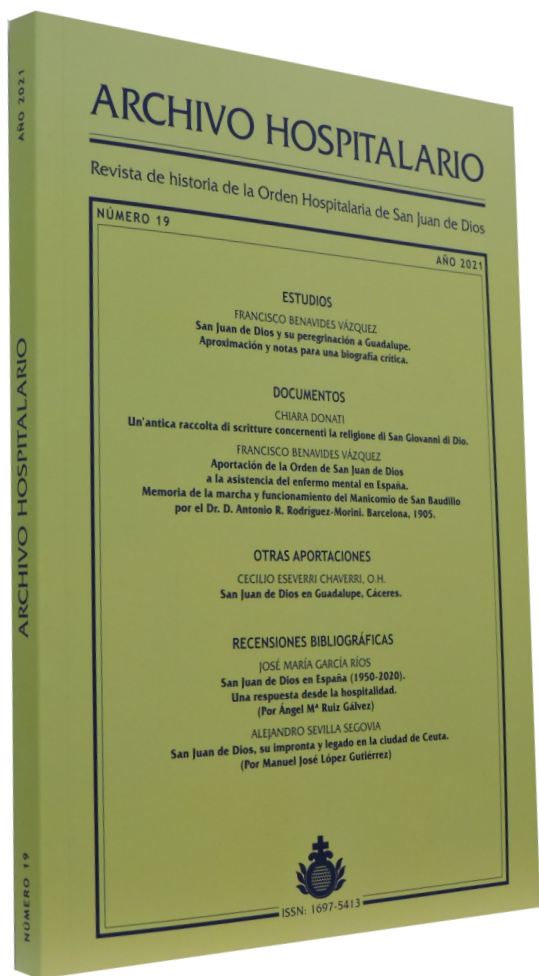 AÑO 2021
ARCHIVO HOSPITALARIO
NÚMERO 19
ARCHIVO HOSPITALARIO
Revista de historia de la Orden Hospitalaria de San Juan de Dios
NÚMERO 19
AÑO 2021
ESTUDIOS
FRANCISCO BENAVIDES VÁZQUEZ
San Juan de Dios y su peregrinación a Guadalupe.
Aproximación y notas para una biografía crítica.
DOCUMENTOS
CHIARA DONATI
Un'antica raccolta di scritture concernenti la religione di San Giovanni di Dio.
FRANCISCO BENAVIDES VÁZQUEZ
Aportación de la Orden de San Juan de Dios
a la asistencia del enfermo mental en España.
Memoria de la marcha y funcionamiento del Manicomio de San Baudilio
por el Dr. D. Antonio R. Rodríguez-Morini. Barcelona, 1905.
OTRAS APORTACIONES
CECILIO ESEVERRI CHAVERRI, O.H.
San Juan de Dios en Guadalupe, Cáceres.
RECENSIONES BIBLIOGRÁFICAS
JOSÉ MARÍA GARCÍA RÍOS
San Juan de Dios en España (1950-2020).
Una respuesta desde la hospitalidad.
(Por Ángel Mª Ruiz Gálvez)
ALEJANDRO SEVILLA SEGOVIA
San Juan de Dios, su impronta y legado en la ciudad de Ceuta.
(Por Manuel José López Gutiérrez)
ISSN: 1697-5413